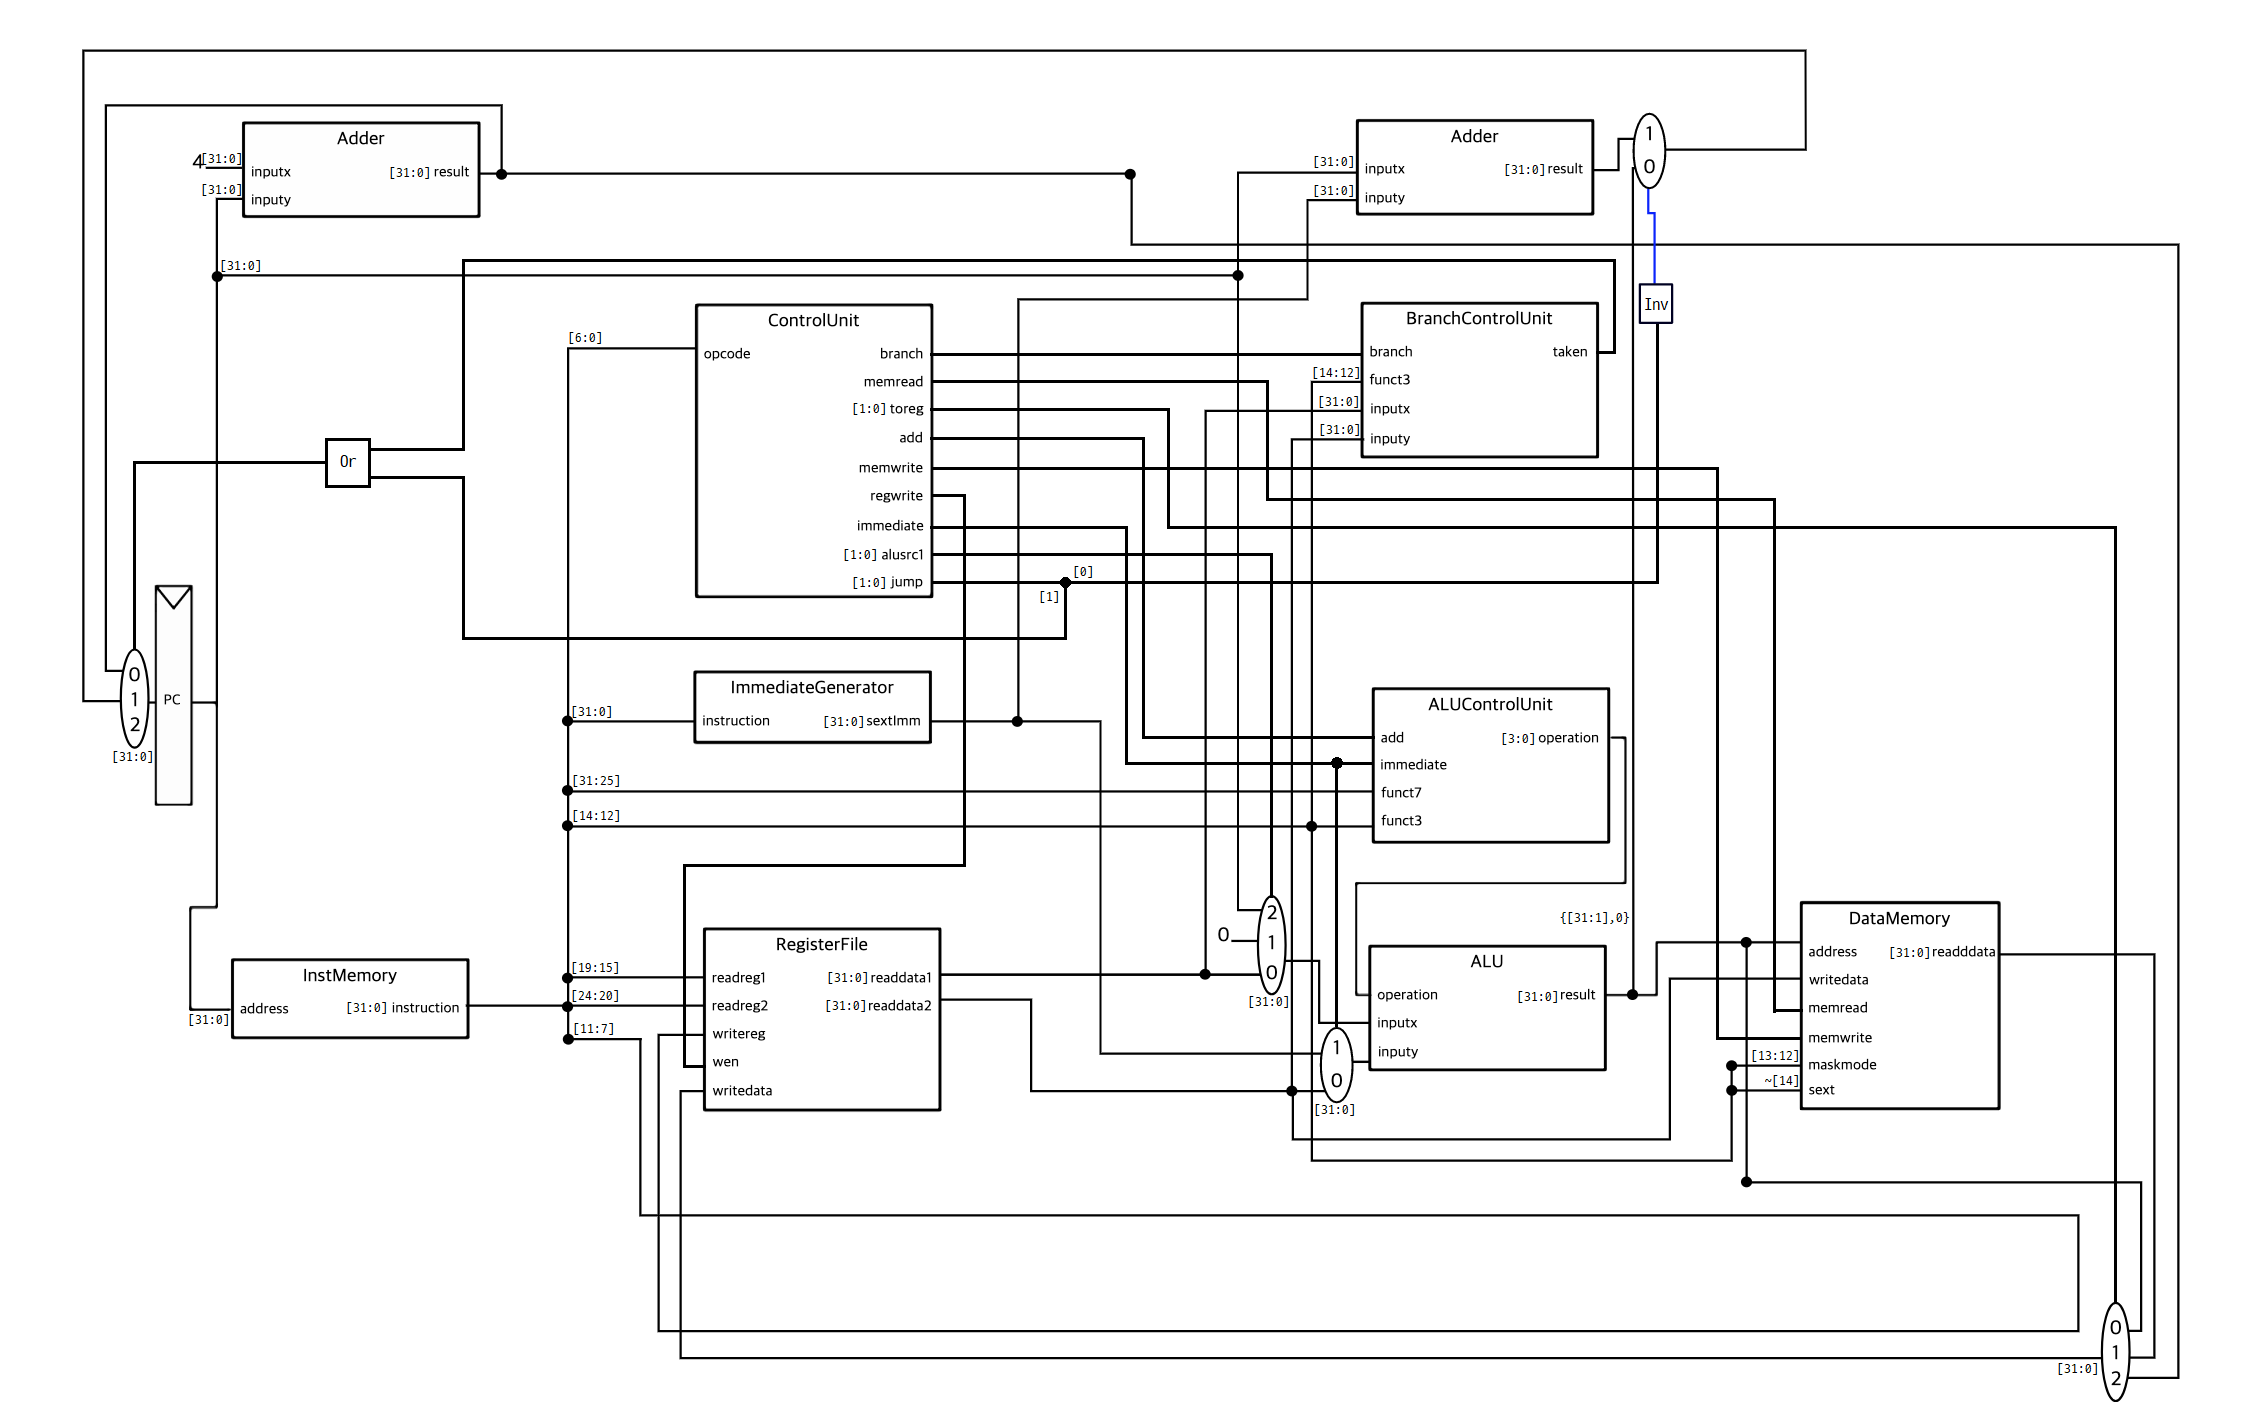 Adder
4
[31:0]
inputx
[31:0] result
[31:0]
inputy
Adder
[31:0]
inputx
[31:0] result
[31:0]
inputy
1
0
[31:0]
Inv
ControlUnit
[6:0]
opcode
branch
memread
[1:0] toreg
add
memwrite
regwrite
immediate
[1:0] alusrc1
[1:0] jump
[0]
[1]
BranchControlUnit
branch
taken
[14:12]
funct3
[31:0]
inputx
[31:0]
inputy
Or
0
1
2
[31:0]
PC
ImmediateGenerator
[31:0]
instruction
[31:0] sextImm
ALUControlUnit
add
[3:0] operation
immediate
[31:25]
funct7
[14:12]
funct3
InstMemory
address
[31:0] instruction
[31:0]
RegisterFile
[19:15]
readreg1
[31:0] readdata1
[24:20]
readreg2
[31:0] readdata2
[11:7]
writereg
wen
writedata
2
0
1
0
[31:0]
1
0
[31:0]
ALU
operation
[31:0] result
inputx
inputy
{[31:1],0}
DataMemory
address
[31:0] readddata
writedata
memread
memwrite
[13:12]
maskmode
~[14]
sext
0
1
2
[31:0]